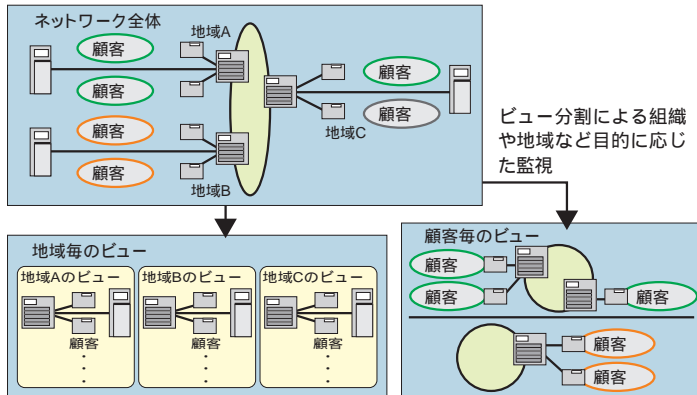 ネットワーク全体
地域A
顧客
顧客
顧客
顧客
地域B
顧客
顧客
地域C
ビュー分割による組織
や地域など目的に応じ
た監視
地域毎のビュー
地域Aのビュー
顧客
・
・
・
地域Bのビュー
顧客
・
・
・
地域Cのビュー
顧客
・
・
・
顧客毎のビュー
顧客
顧客
顧客
顧客
顧客